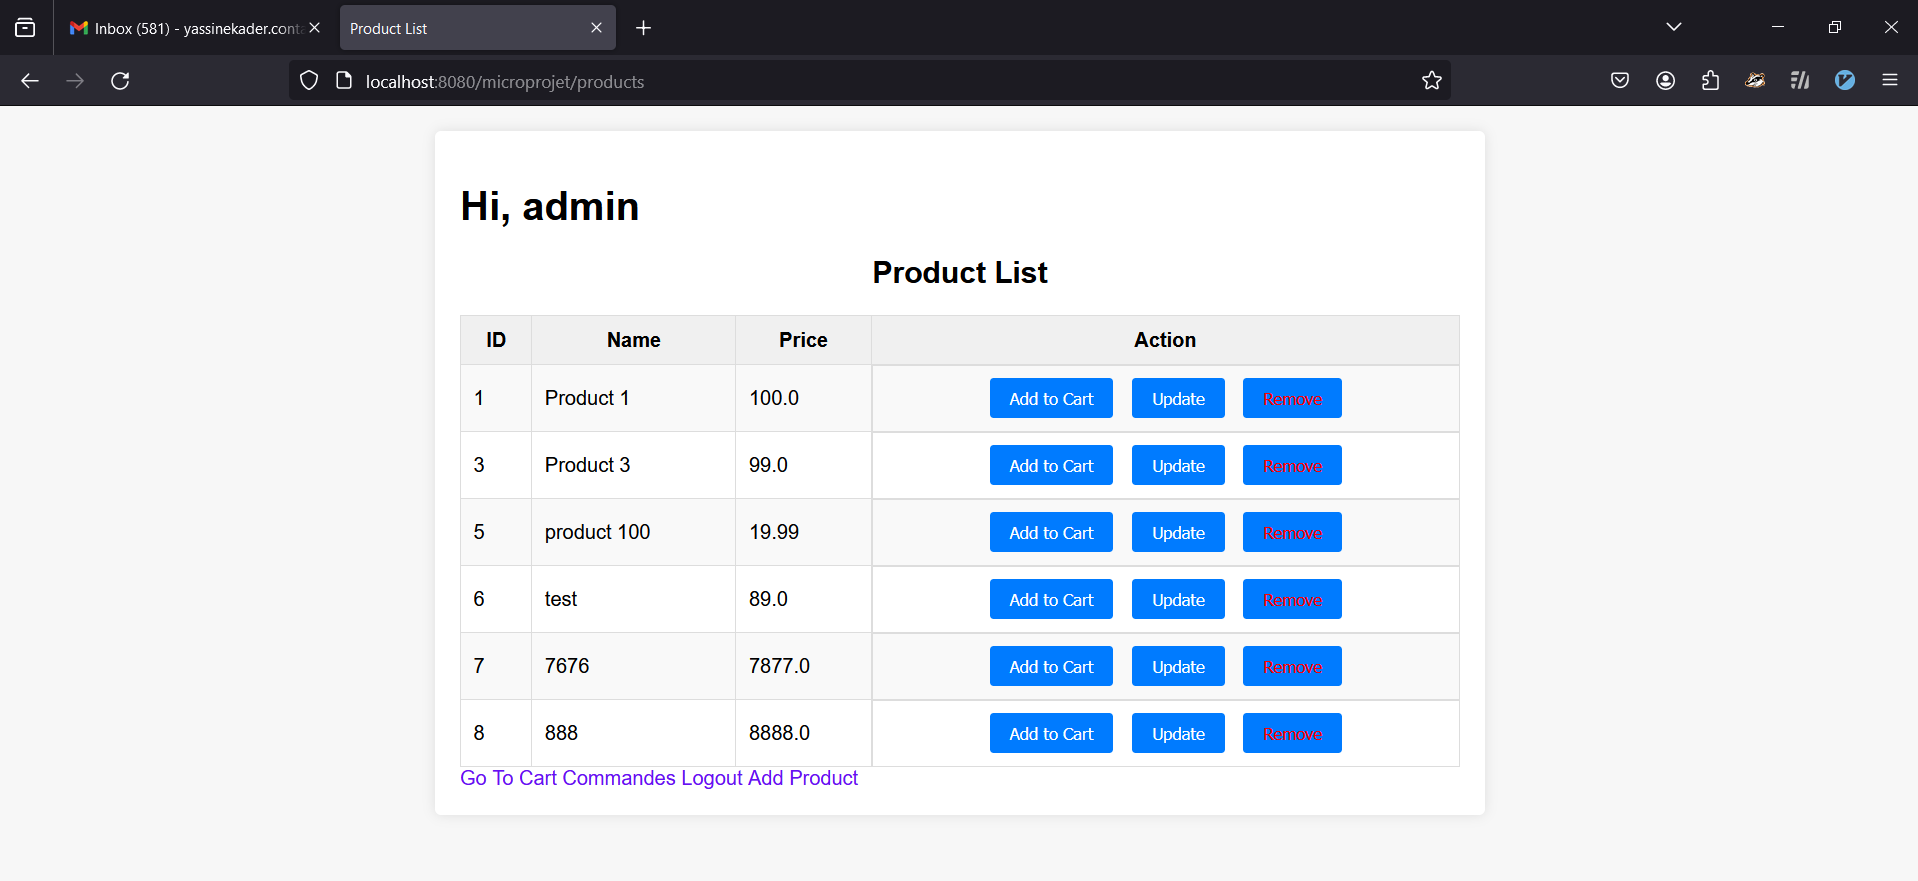 Inbox (581) - yassinekader.conta
Product List
localhost:8080/microprojet/products
Hi, admin
Product List
ID Name Price Action
1 Product 1 100.0 Add to Cart Update Remove
3 Product 3 99.0 Add to Cart Update Remove
5 product 100 19.99 Add to Cart Update Remove
6 test 89.0 Add to Cart Update Remove
7 7676 7877.0 Add to Cart Update Remove
8 888 8888.0 Add to Cart Update Remove
Go To Cart Commandes Logout Add Product